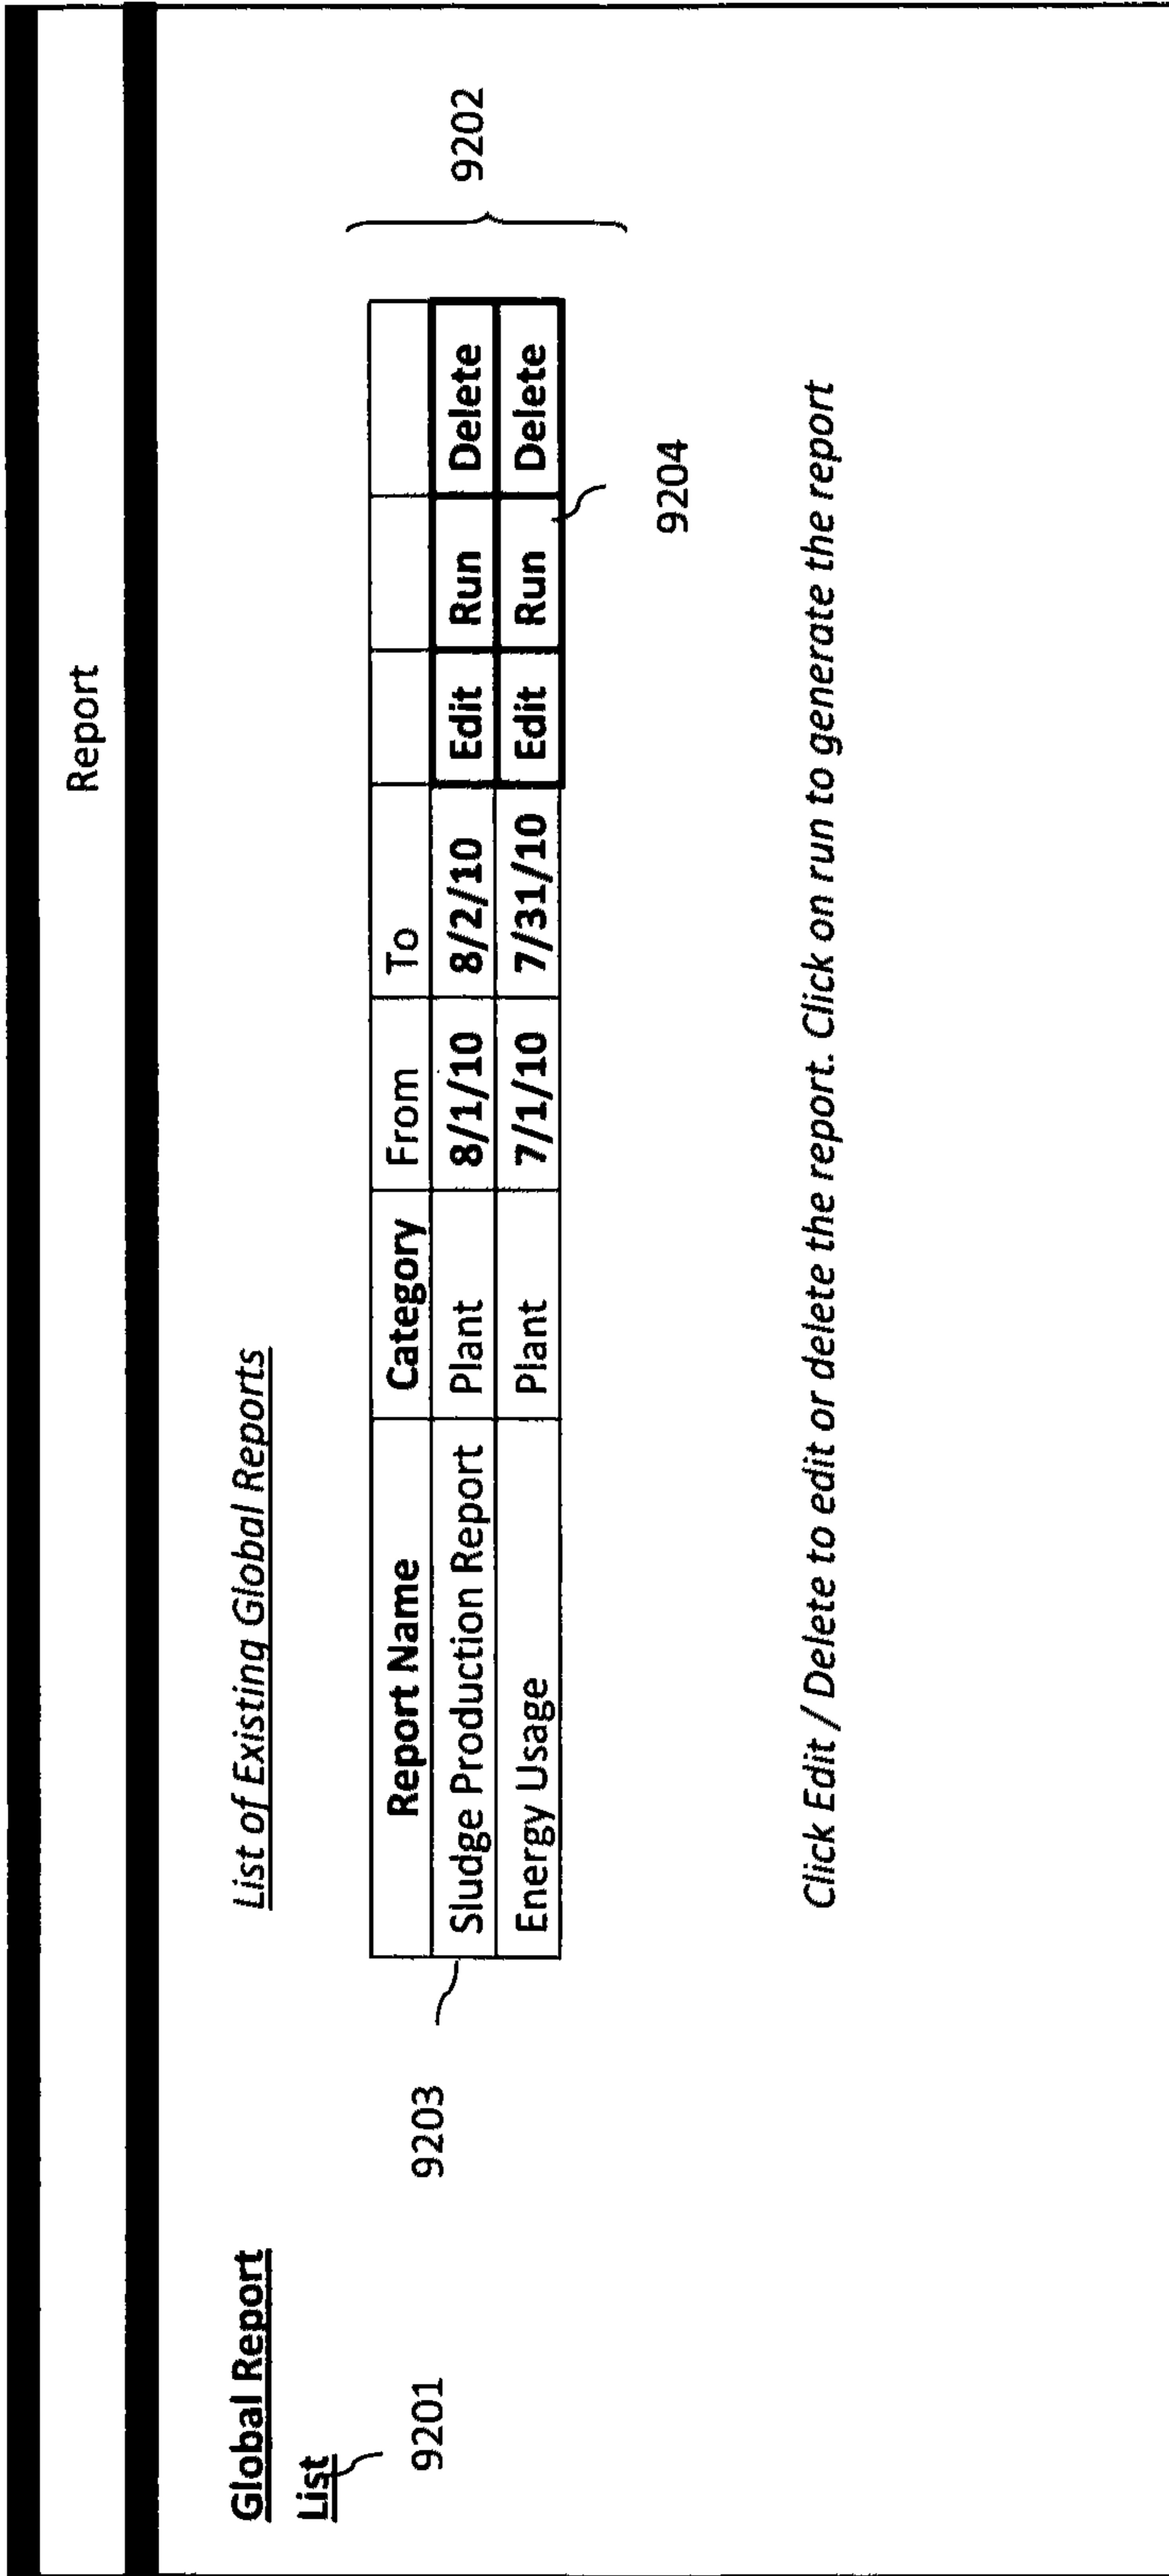 Report
Global Report
List
9201
List of Existing Global Reports
Report Name Category From To
Sludge Production Report Plant 8/1/10 8/2/10 Edit Run Delete
Energy Usage Plant 7/1/10 7/31/10 Edit Run Delete
9202
9203
9204
Click Edit / Delete to edit or delete the report. Click on run to generate the report